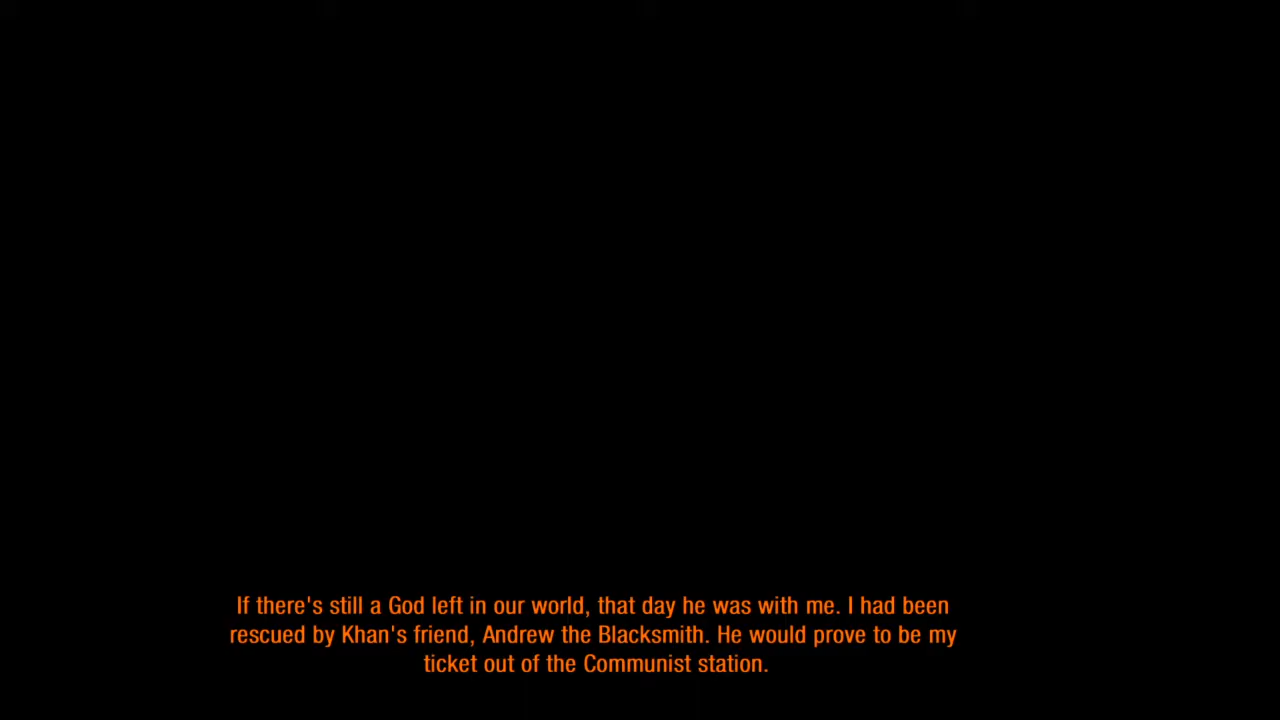 If there's still a God left in our world, that day he was with me. I had been
rescued by Khan's friend, Andrew the Blacksmith. He would prove to be my
ticket out of the Communist station.